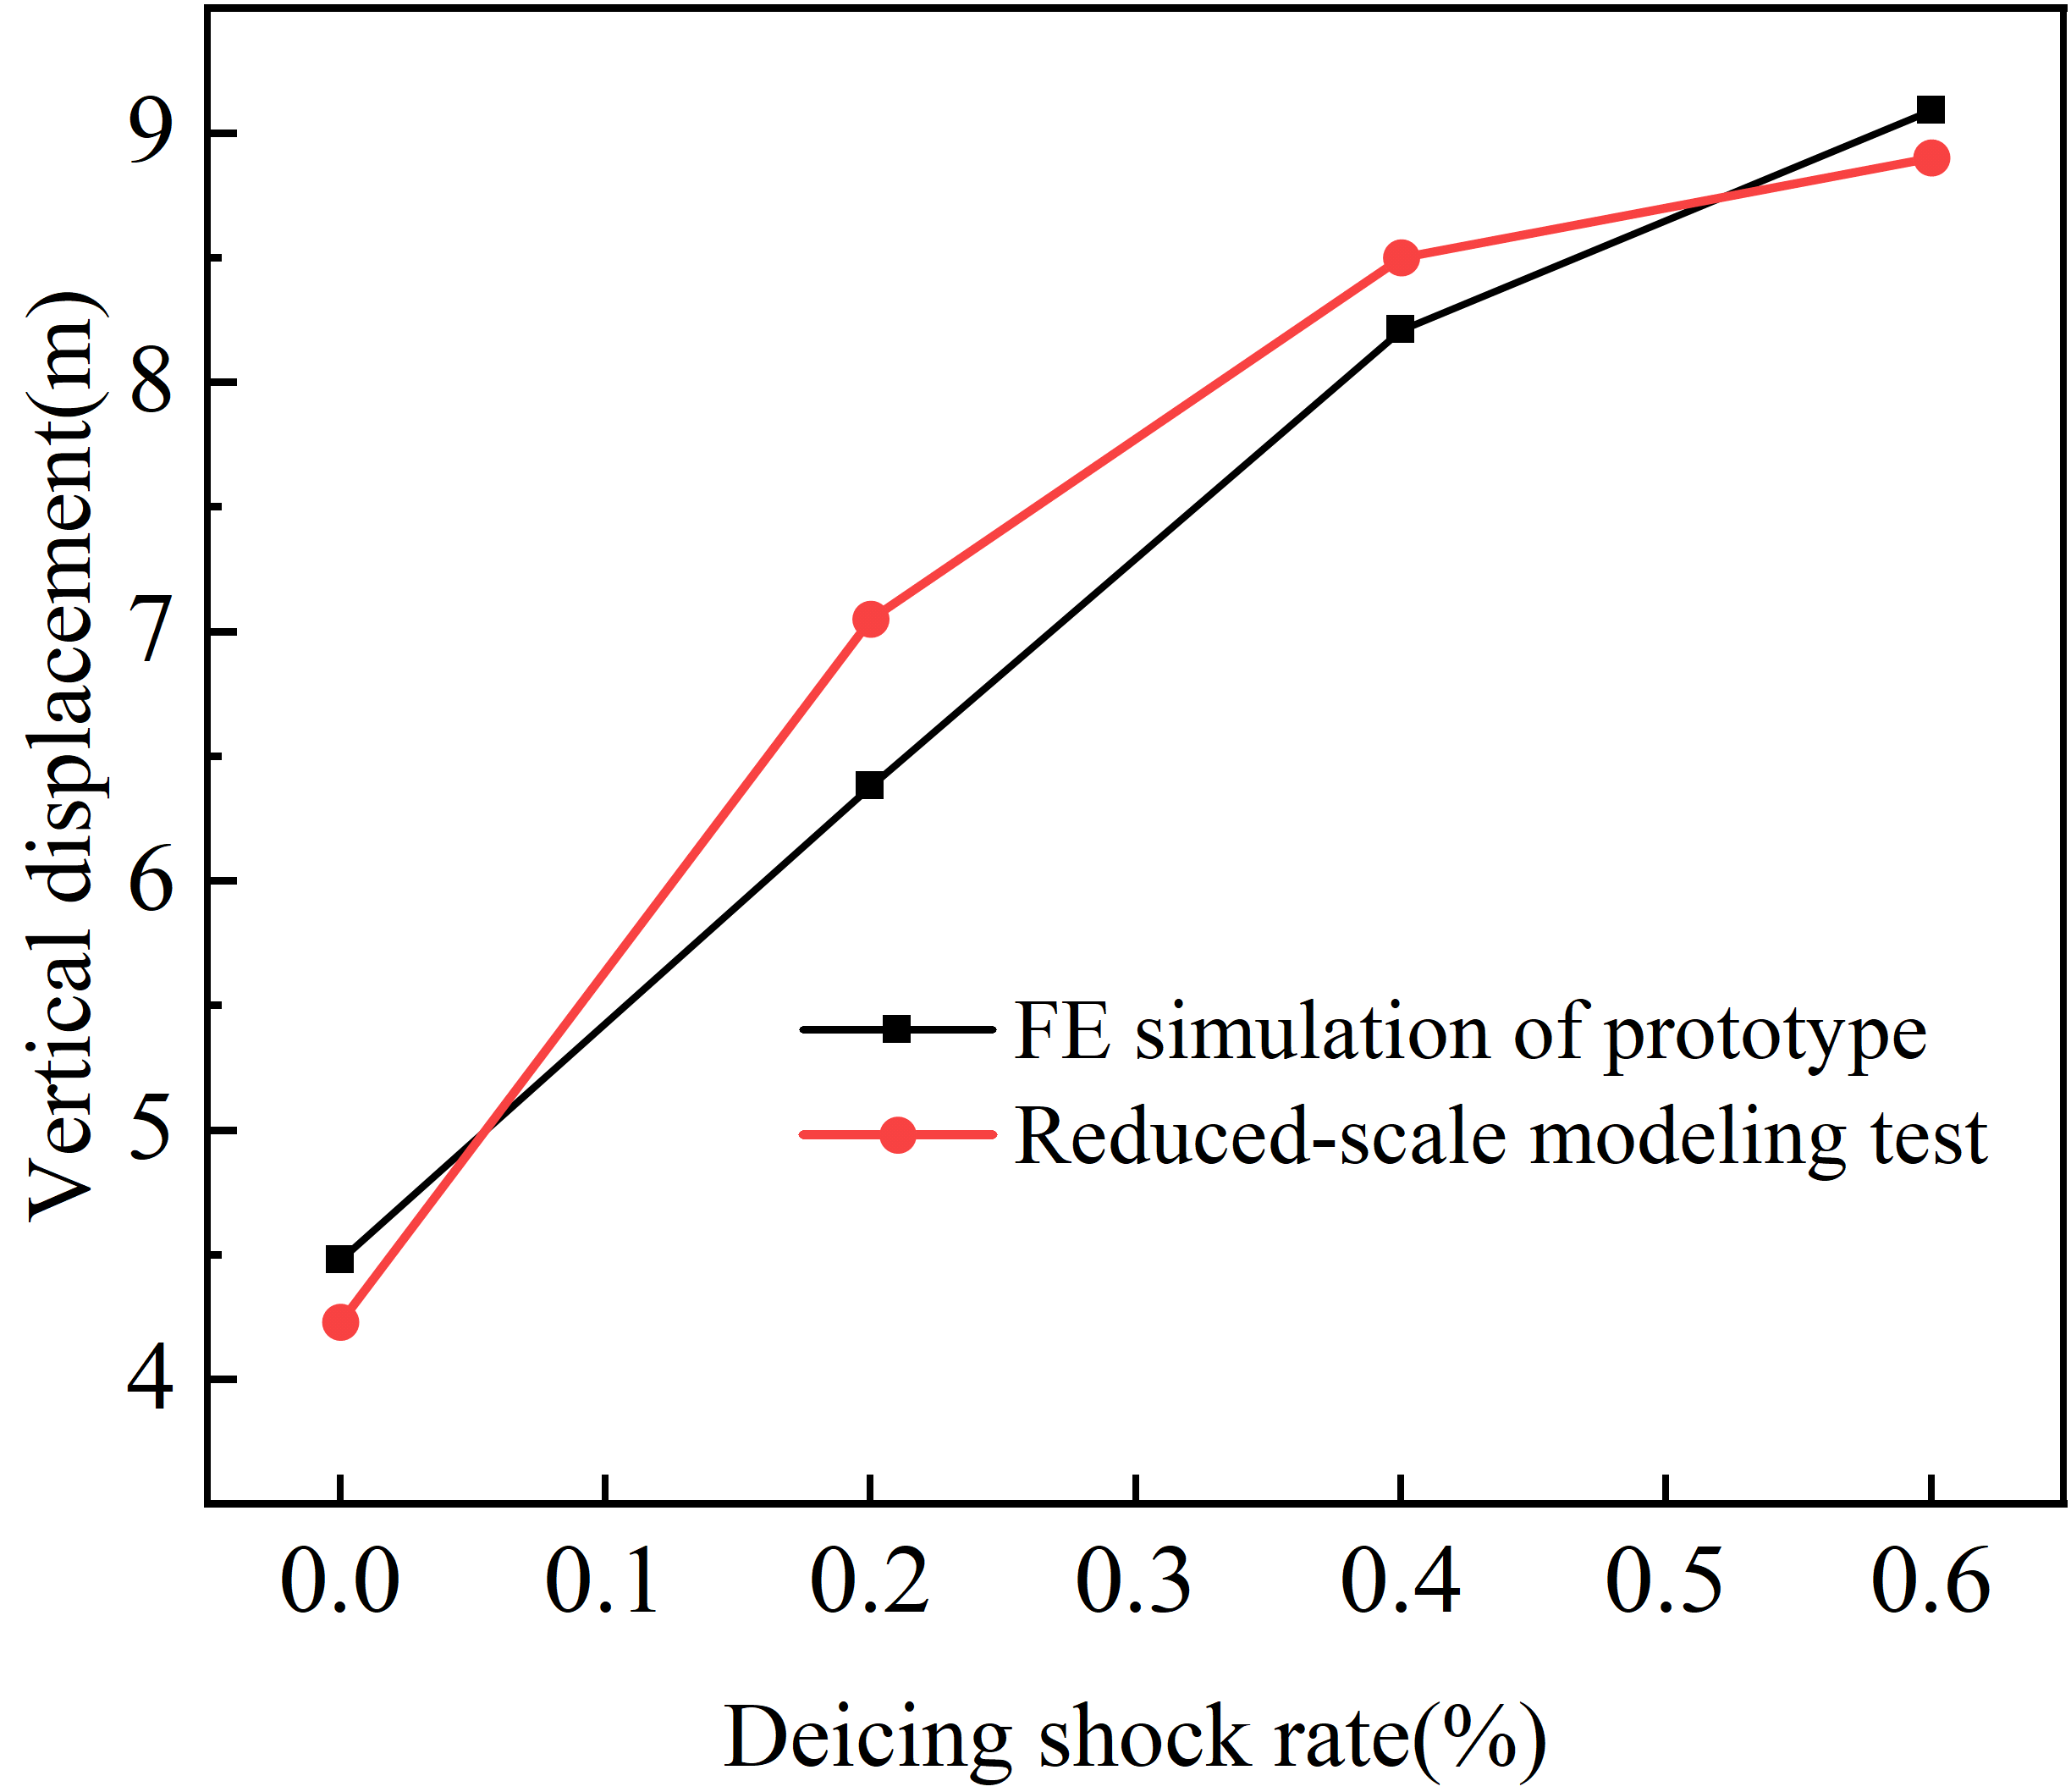 Vertical displacement(m)
9
8
7
6
5
4
FE simulation of prototype
Reduced-scale modeling test
0.0 0.1 0.2 0.3 0.4 0.5 0.6
Deicing shock rate(%)